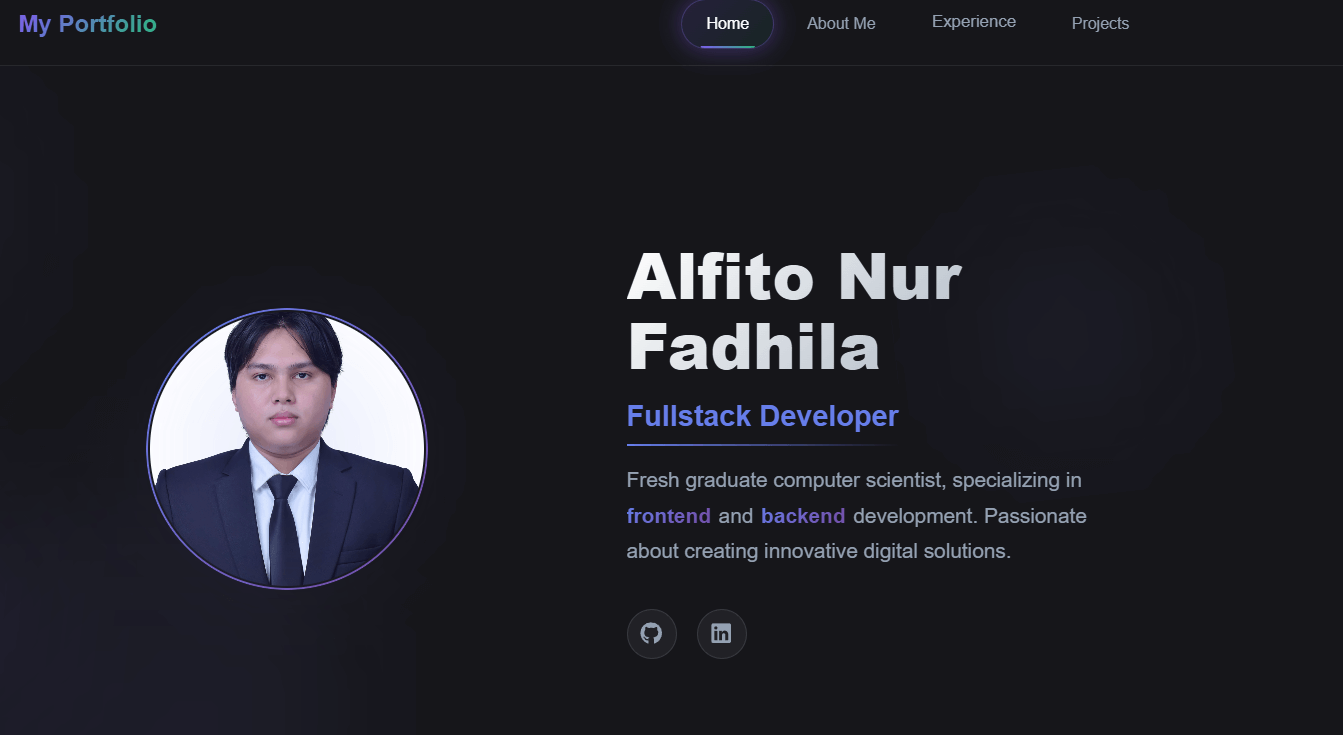 My Portfolio
Home
About Me
Experience
Projects
Alfito Nur
Fadhila
Fullstack Developer
Fresh graduate computer scientist, specializing in
frontend and backend development. Passionate
about creating innovative digital solutions.
in